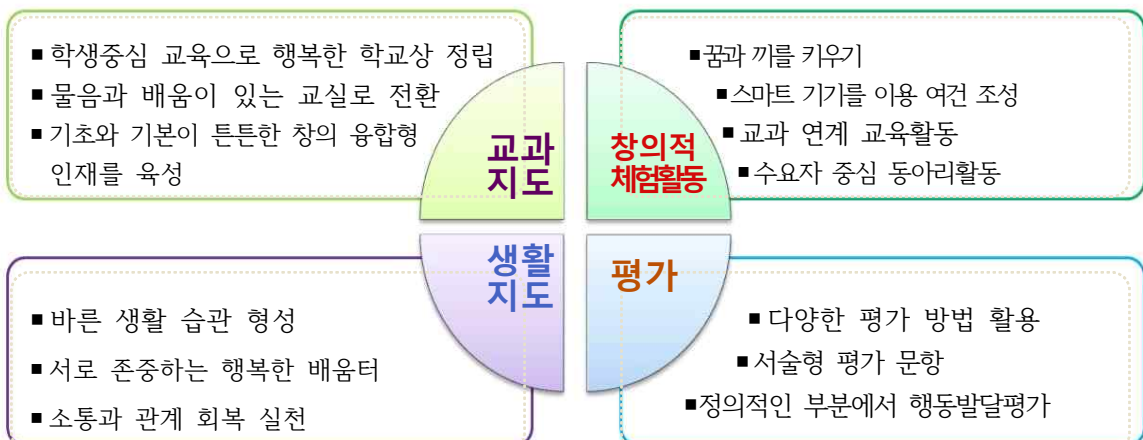 ■ 학생중심 교육으로 행복한 학교상 정립
■ 물음과 배움이 있는 교실로 전환
■ 기초와 기본이 튼튼한 창의 융합형
인재를 육성
교과
지도
■꿈과 끼를 키우기
■스마트 기기를 이용 여건 조성
■교과 연계 교육활동
■수요자 중심 동아리활동
창의적
체험활동
생활
지도
■ 바른 생활 습관 형성
■ 서로 존중하는 행복한 배움터
■ 소통과 관계 회복 실천
평가
■ 다양한 평가 방법 활용
■ 서술형 평가 문항
■정의적인 부분에서 행동발달평가